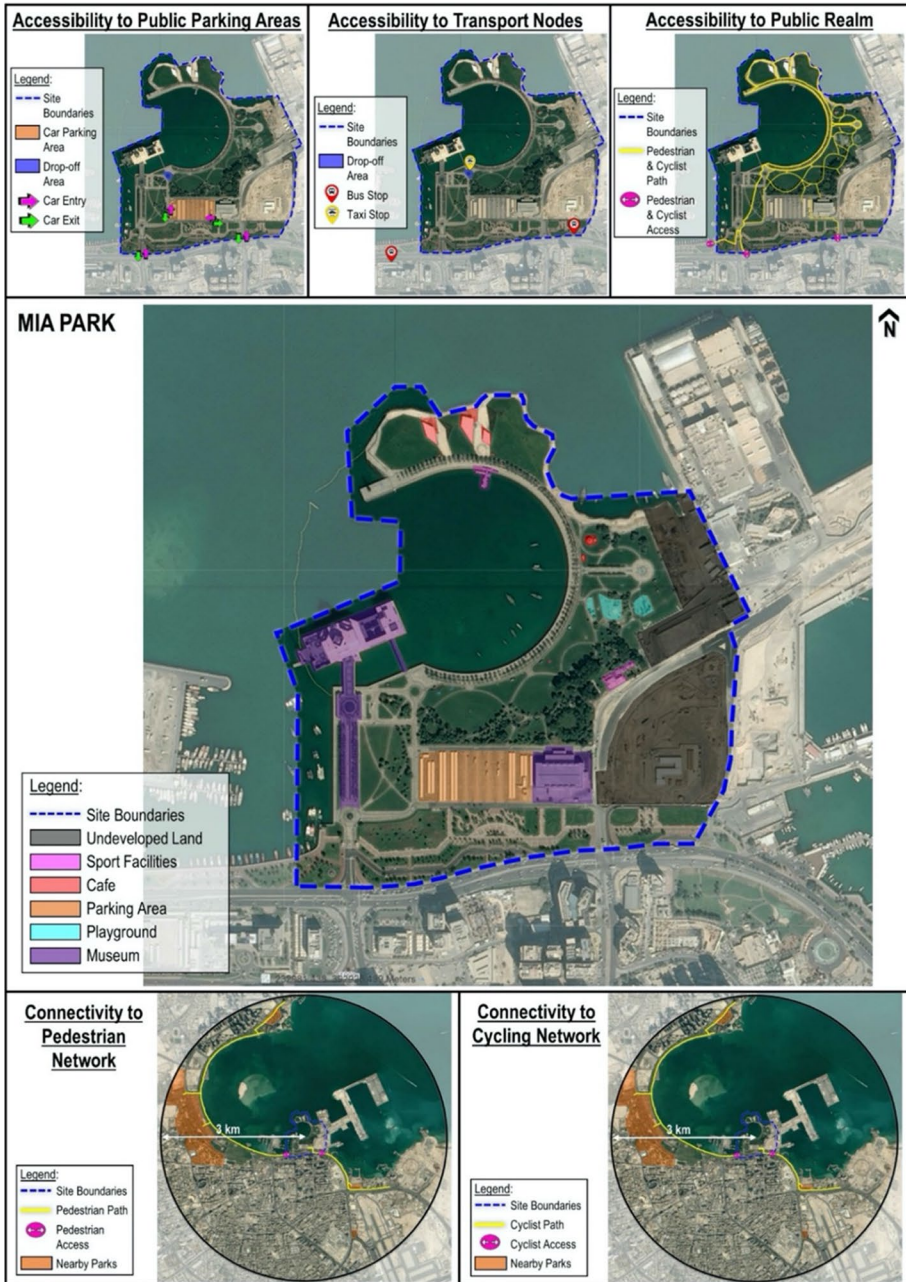 Accessibility to Public Parking Areas
Legend:
Site
Boundaries
Car Parking
Area
Drop-off
Area
Car Entry
Car Exit
Accessibility to Transport Nodes
Legend:
Site
Boundaries
Drop-off
Area
Bus Stop
Taxi Stop
Accessibility to Public Realm
Legend:
Site
Boundaries
Pedestrian
& Cyclist
Path
Pedestrian
& Cyclist
Access
MIA PARK
N
Legend:
Site Boundaries
Undeveloped Land
Sport Facilities
Cafe
Parking Area
Playground
Museum
Meters
Connectivity to
Pedestrian
Network
3 km
Legend:
Site Boundaries
Pedestrian Path
Pedestrian
Access
Nearby Parks
Connectivity to
Cycling Network
3 km
Legend:
Site Boundaries
Cyclist Path
Cyclist Access
Nearby Parks